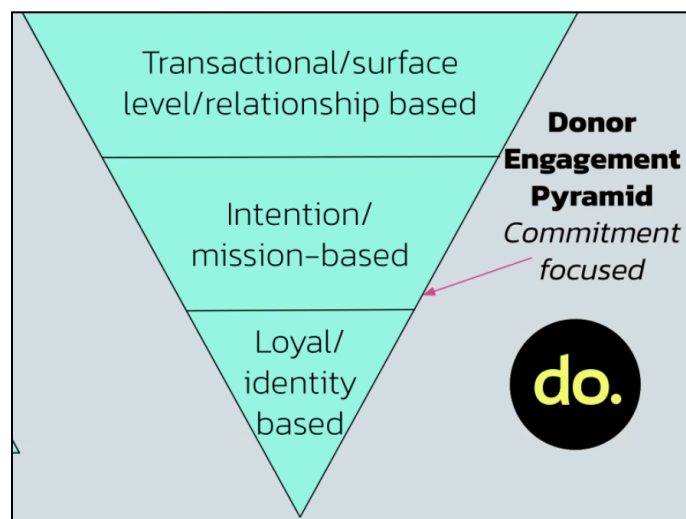 Transactional/surface
level/relationship based
Intention/
mission-based
Loyal/
identity
based
Donor
Engagement
Pyramid
Commitment
focused
do.